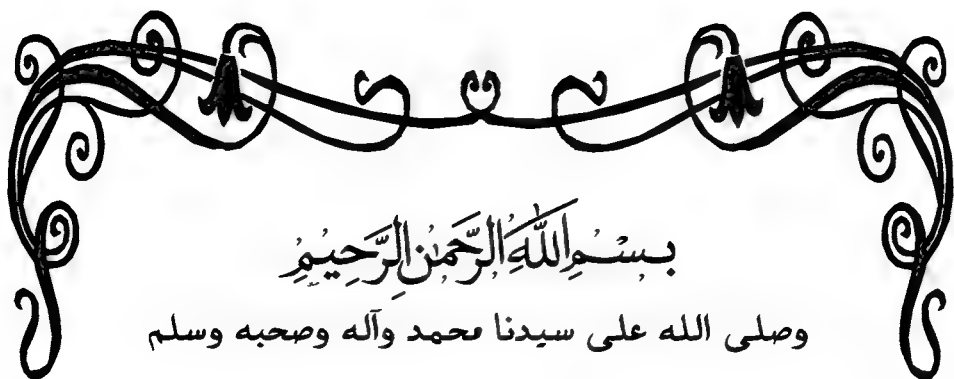 بسم الله الرحمن الرحيم
وصلى الله على سيدنا محمد وآله وصحبه وسلم